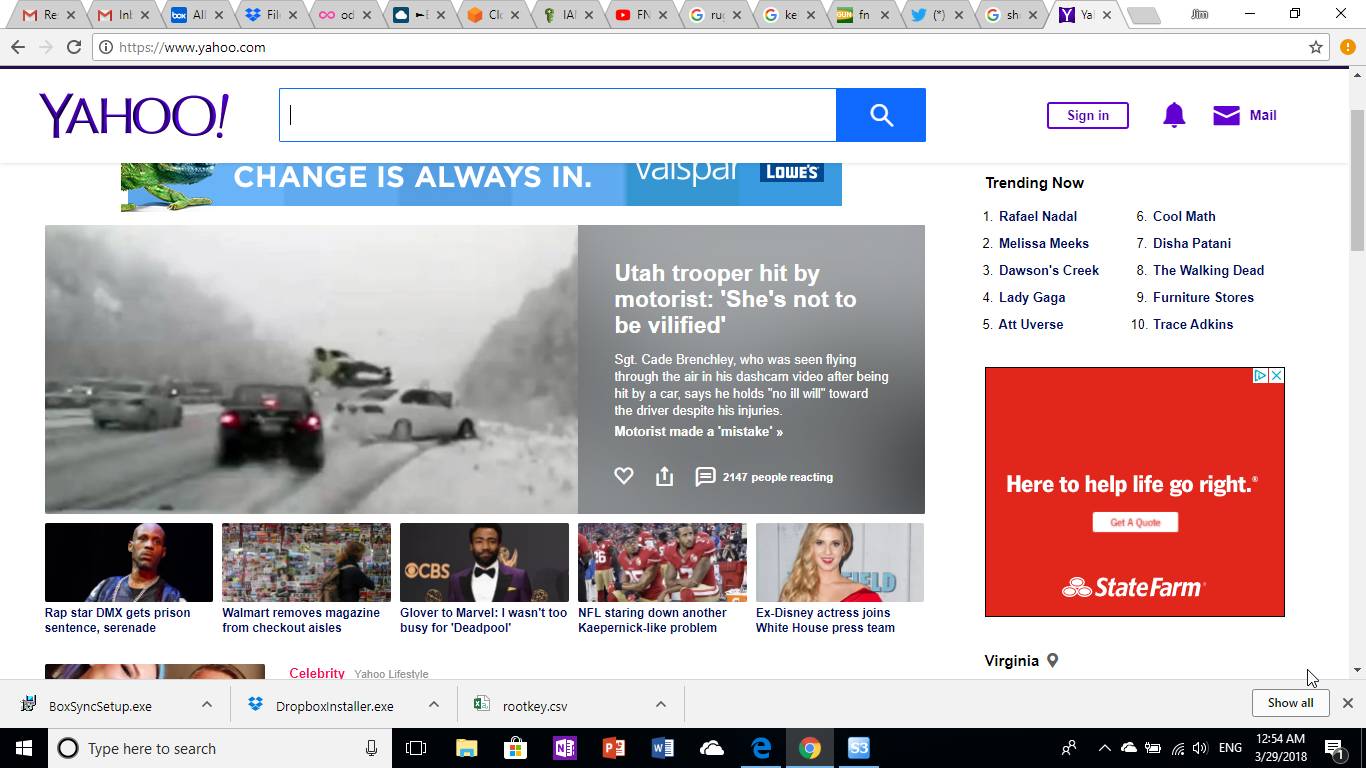 Res
Inb
All
File
od
Clo
IAI
FN
rug
ke
fn
(*)
sh
Yah
Jim
https://www.yahoo.com
YAHOO!
Sign in
Mail
CHANGE IS ALWAYS IN.
valspar
LOWE'S
Utah trooper hit by
motorist: 'She's not to
be vilified'
Sgt. Cade Brenchley, who was seen flying
through the air in his dashcam video after being
hit by a car, says he holds "no ill will" toward
the driver despite his injuries.
Motorist made a 'mistake' »
2147 people reacting
CBS
Rap star DMX gets prison
sentence, serenade
Walmart removes magazine
from checkout aisles
Glover to Marvel: I wasn't too
busy for 'Deadpool'
NFL staring down another
Kaepernick-like problem
Ex-Disney actress joins
White House press team
Celebrity Yahoo Lifestyle
Trending Now
1. Rafael Nadal
2. Melissa Meeks
3. Dawson's Creek
4. Lady Gaga
5. Att Uverse
6. Cool Math
7. Disha Patani
8. The Walking Dead
9. Furniture Stores
10. Trace Adkins
Here to help life go right.®
Get A Quote
StateFarm®
Virginia
BoxSyncSetup.exe
DropboxInstaller.exe
rootkey.csv
Show all
Type here to search
ENG
12:54 AM
3/29/2018
1